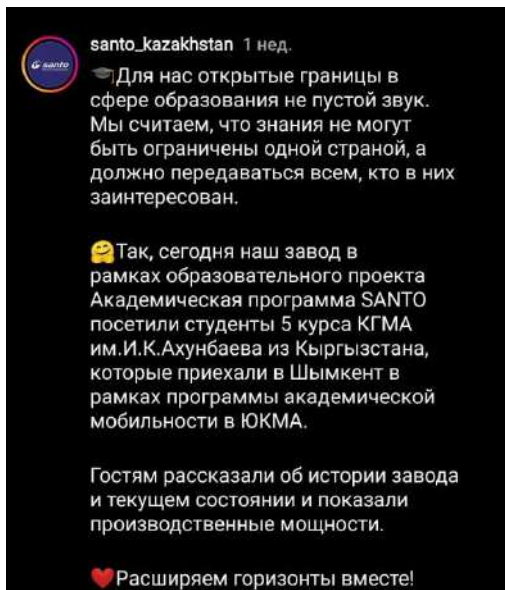 santo_kazakhstan 1 нед.
santo
🎓Для нас открытые границы в
сфере образования не пустой звук.
Мы считаем, что знания не могут
быть ограничены одной страной, а
должно передаваться всем, кто в них
заинтересован.
🤗Так, сегодня наш завод в
рамках образовательного проекта
Академическая программа SANTO
посетили студенты 5 курса КГМА
им.И.К.Ахунбаева из Кыргызстана,
которые приехали в Шымкент в
рамках программы академической
мобильности в ЮКМА.
Гостям рассказали об истории завода
и текущем состоянии и показали
производственные мощности.
❤️Расширяем горизонты вместе!